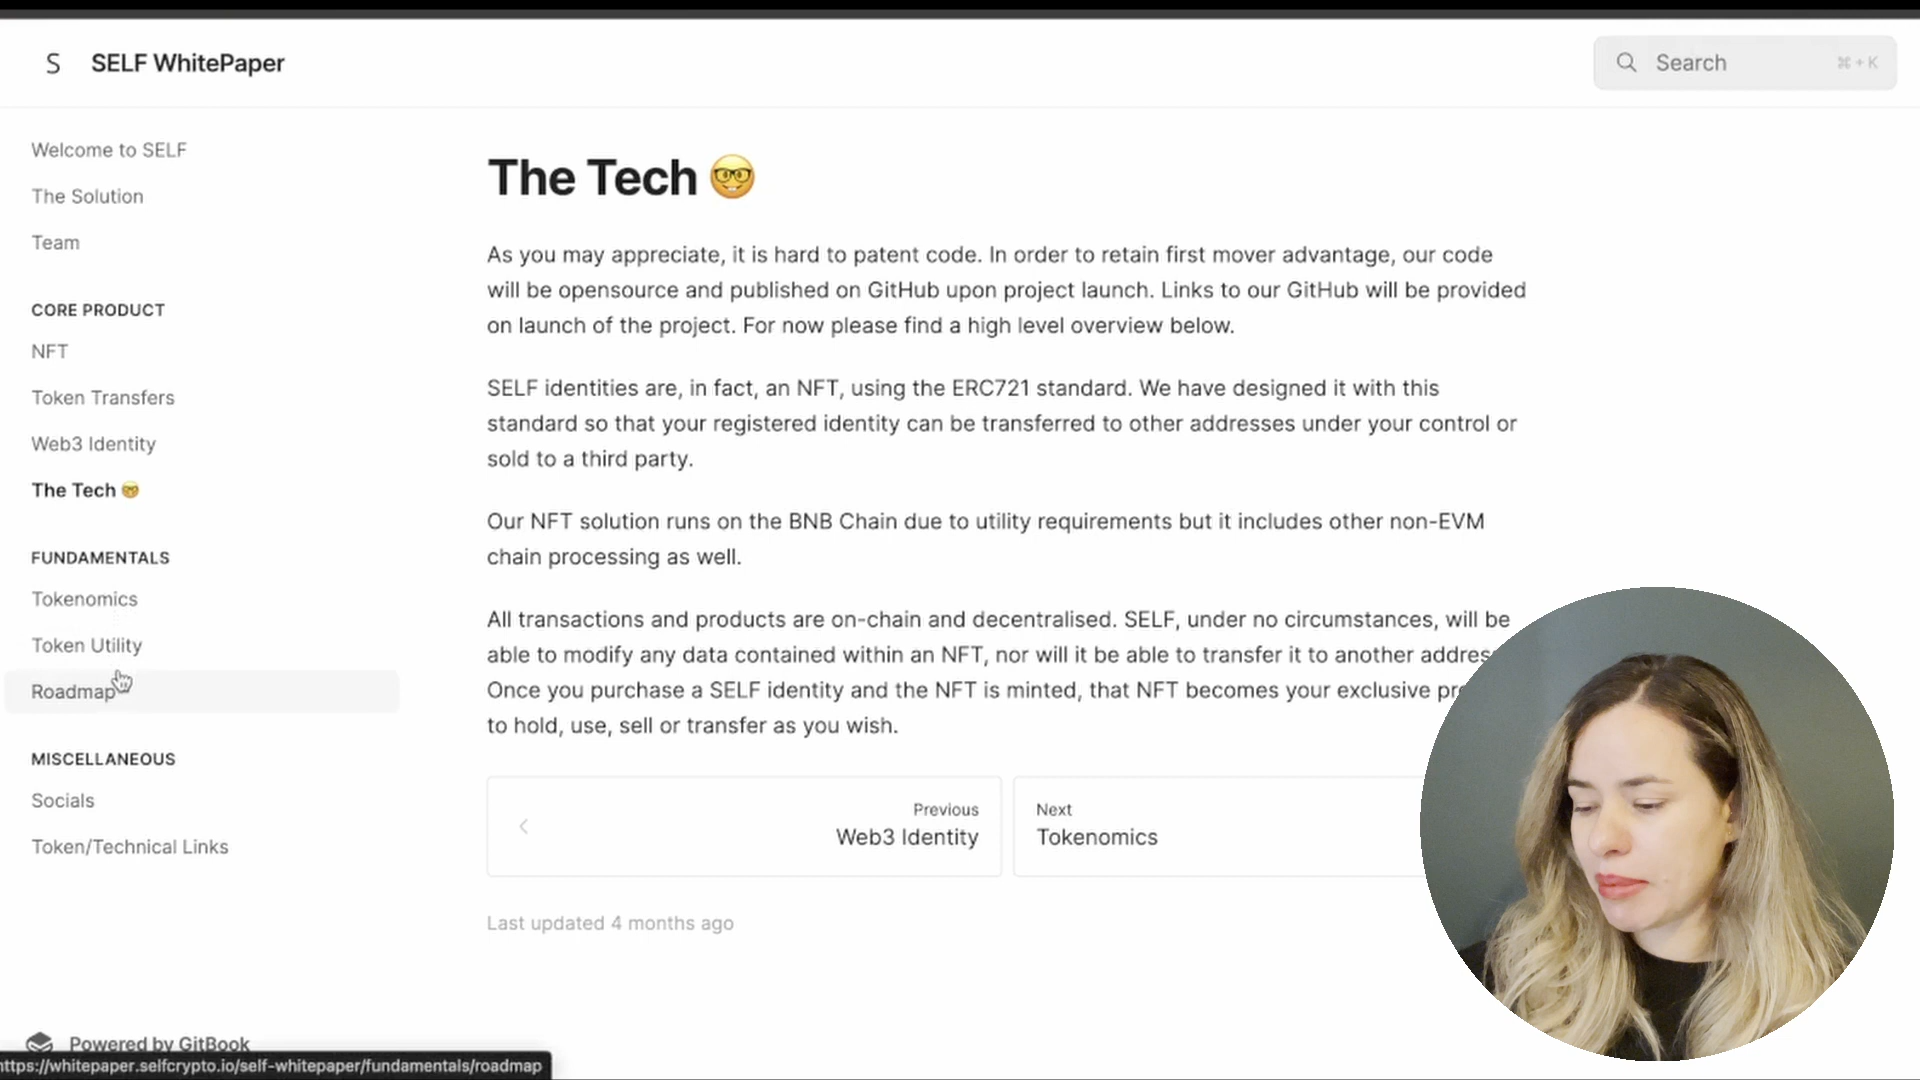 S SELF WhitePaper
Search ⌘ + K
Welcome to SELF
The Solution
Team
CORE PRODUCT
NFT
Token Transfers
Web3 Identity
The Tech 🤓
FUNDAMENTALS
Tokenomics
Token Utility
Roadmap
MISCELLANEOUS
Socials
Token/Technical Links
Powered by GitBook
https://whitepaper.selfcrypto.io/self-whitepaper/fundamentals/roadmap
The Tech 🤓
As you may appreciate, it is hard to patent code. In order to retain first mover advantage, our code
will be opensource and published on GitHub upon project launch. Links to our GitHub will be provided
on launch of the project. For now please find a high level overview below.
SELF identities are, in fact, an NFT, using the ERC721 standard. We have designed it with this
standard so that your registered identity can be transferred to other addresses under your control or
sold to a third party.
Our NFT solution runs on the BNB Chain due to utility requirements but it includes other non-EVM
chain processing as well.
All transactions and products are on-chain and decentralised. SELF, under no circumstances, will be
able to modify any data contained within an NFT, nor will it be able to transfer it to another
Once you purchase a SELF identity and the NFT is minted, that NFT becomes your exclusive
to hold, use, sell or transfer as you wish.
Previous
Web3 Identity
Next
Tokenomics
Last updated 4 months ago